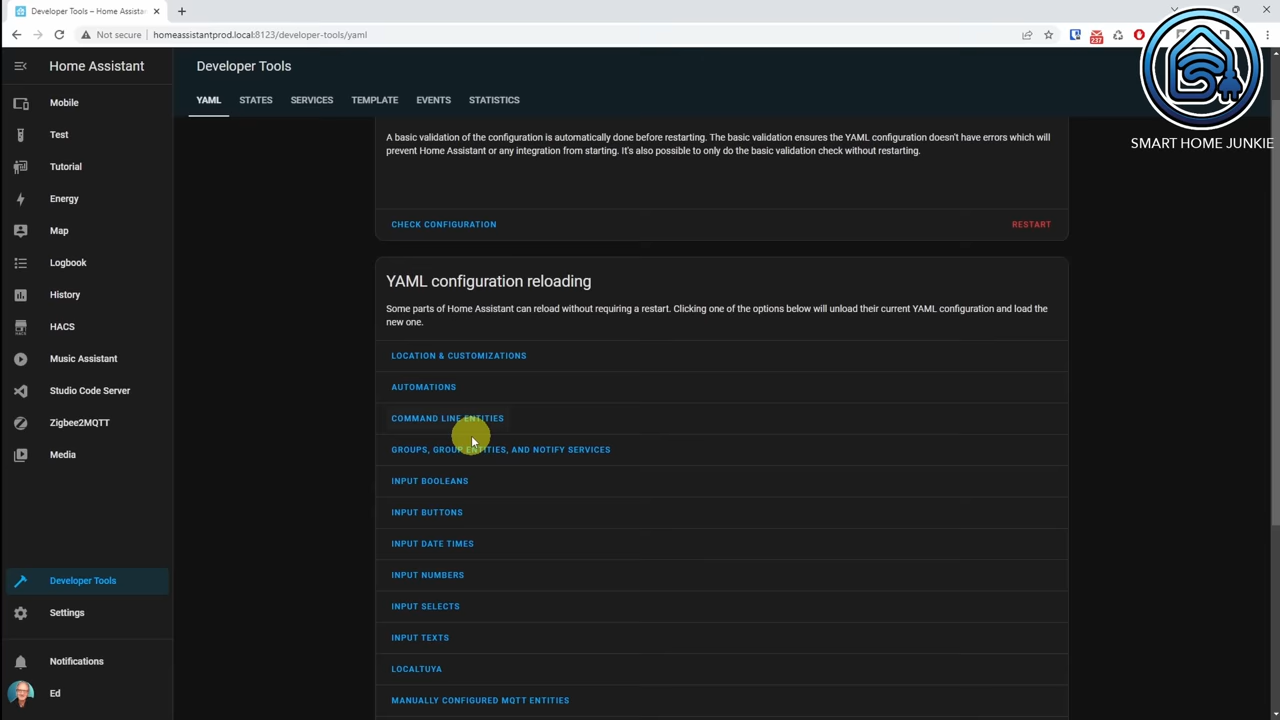 Developer Tools – Home Assista
Not secure
homeassistantprod.local:8123/developer-tools/yaml
237
Home Assistant
Developer Tools
YAML
STATES
SERVICES
TEMPLATE
EVENTS
STATISTICS
SMART HOME JUNKIE
Mobile
Test
Tutorial
Energy
Map
Logbook
History
HACS
Music Assistant
Studio Code Server
Zigbee2MQTT
Media
Developer Tools
Settings
Notifications
Ed
A basic validation of the configuration is automatically done before restarting. The basic validation ensures the YAML configuration doesn't have errors which will
prevent Home Assistant or any integration from starting. It's also possible to only do the basic validation check without restarting.
CHECK CONFIGURATION
RESTART
YAML configuration reloading
Some parts of Home Assistant can reload without requiring a restart. Clicking one of the options below will unload their current YAML configuration and load the
new one.
LOCATION & CUSTOMIZATIONS
AUTOMATIONS
COMMAND LINE ENTITIES
GROUPS, GROUP ENTITIES, AND NOTIFY SERVICES
INPUT BOOLEANS
INPUT BUTTONS
INPUT DATE TIMES
INPUT NUMBERS
INPUT SELECTS
INPUT TEXTS
LOCALTUYA
MANUALLY CONFIGURED MQTT ENTITIES